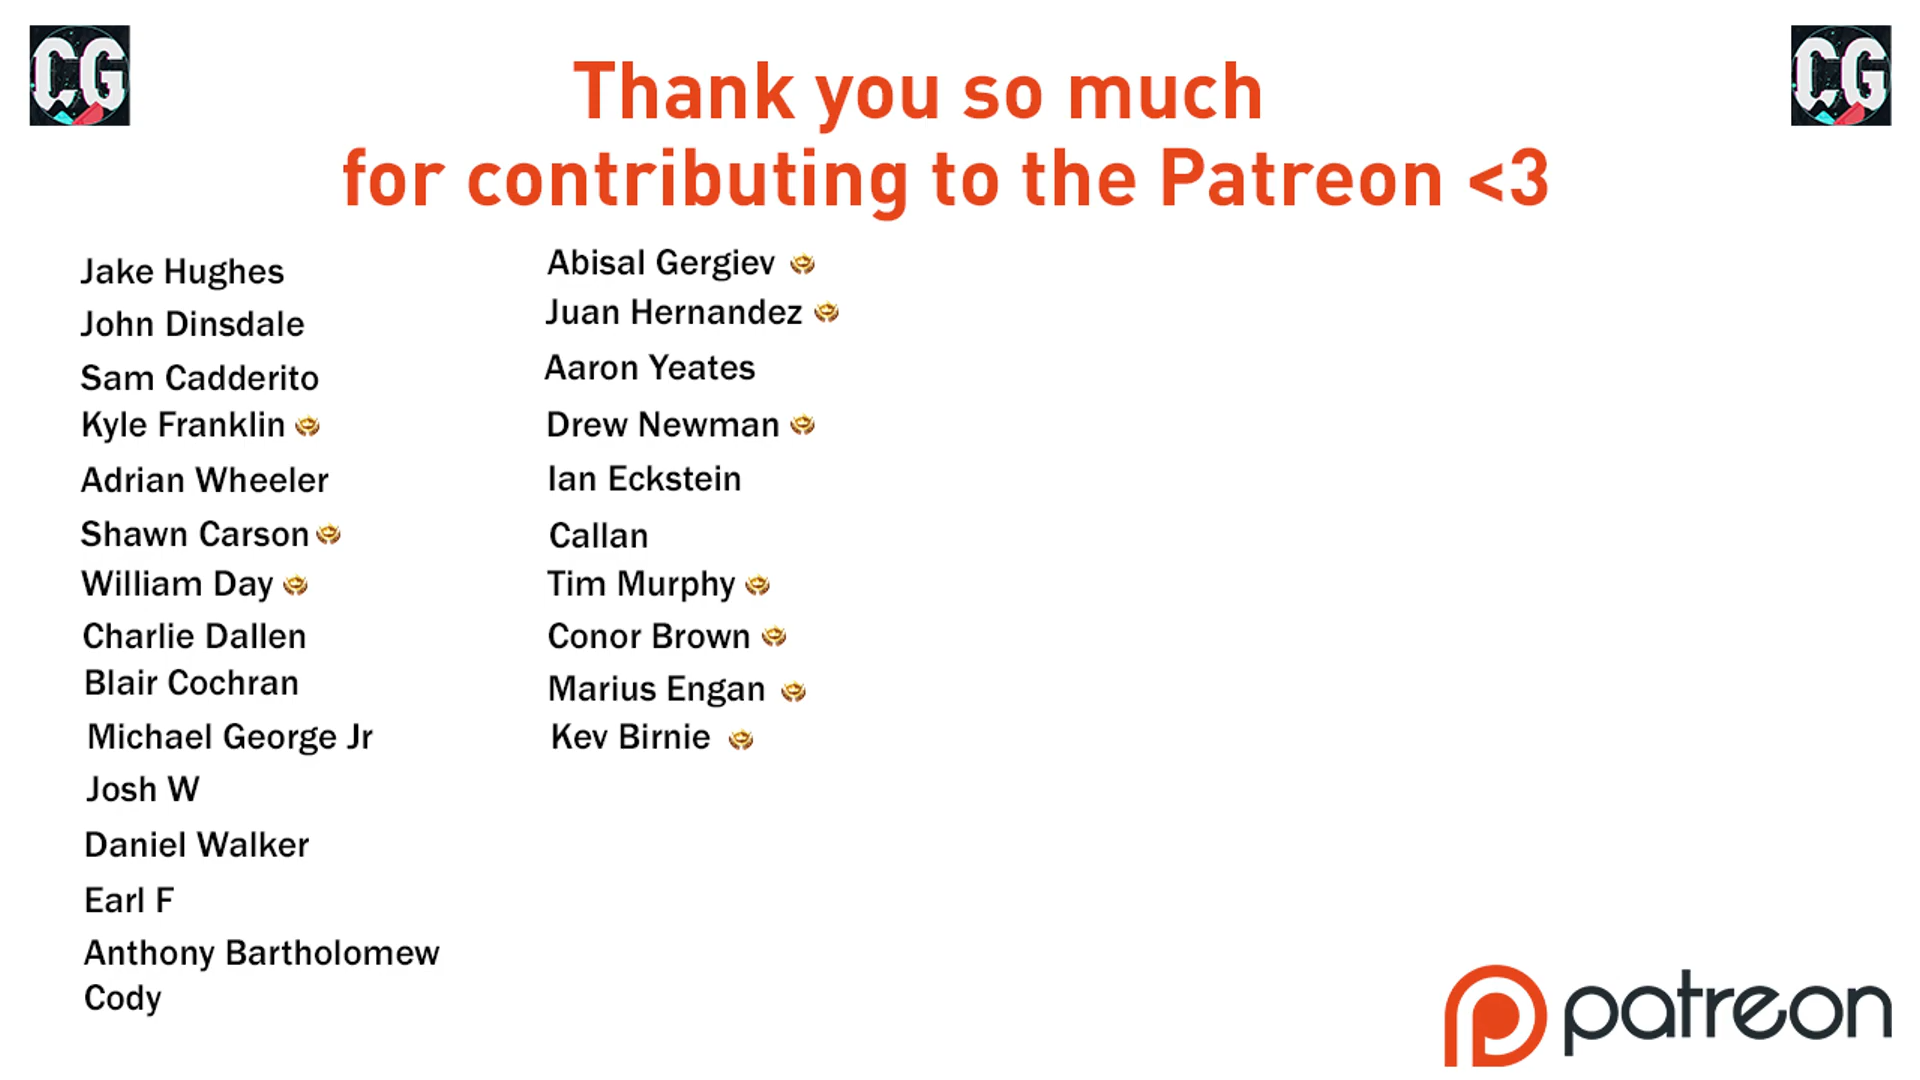 CG
CG
Thank you so much
for contributing to the Patreon <3
Jake Hughes
John Dinsdale
Sam Cadderito
Kyle Franklin
Adrian Wheeler
Shawn Carson
William Day
Charlie Dallen
Blair Cochran
Michael George Jr
Josh W
Daniel Walker
Earl F
Anthony Bartholomew
Cody
Abisal Gergiev
Juan Hernandez
Aaron Yeates
Drew Newman
Ian Eckstein
Callan
Tim Murphy
Conor Brown
Marius Engan
Kev Birnie
patreon